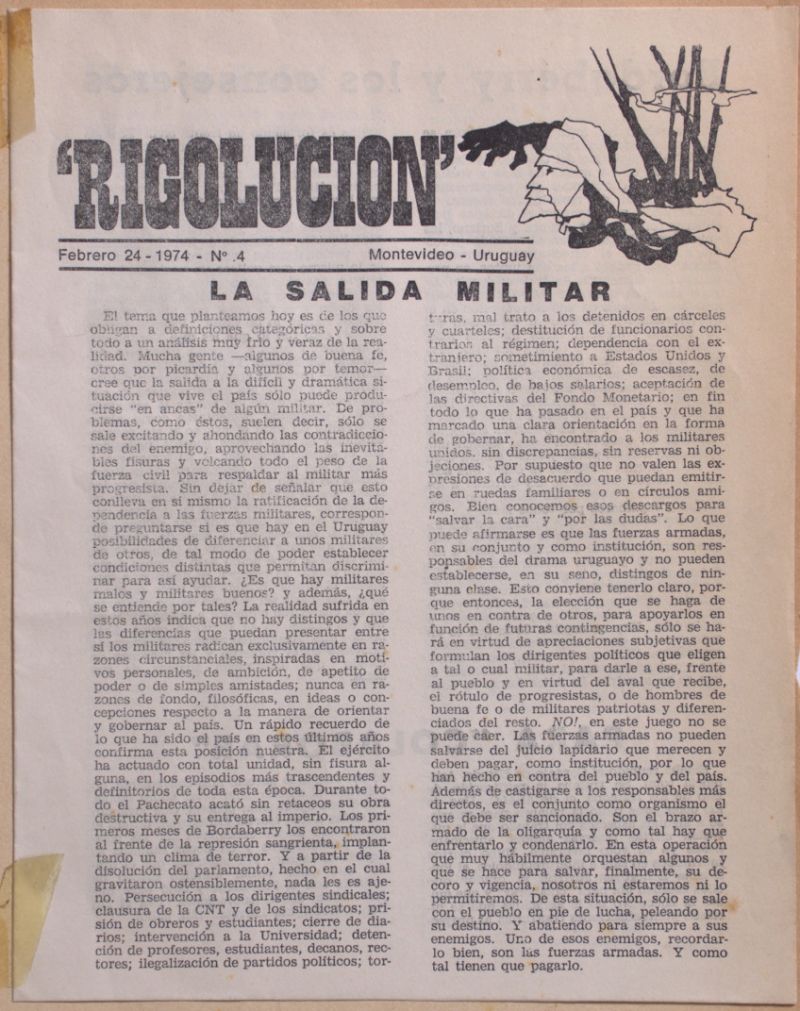 'RIGOLUCION'
Febrero 24 - 1974 - Nº .4
Montevideo - Uruguay
LA SALIDA MILITAR
El tema que planteamos hoy es de los que
obligan a definiciones categóricas y sobre
todo a un análisis muy frío y veraz de la rea-
lidad. Mucha gente —algunos de buena fe,
otros por picardía y algunos por temor—
cree que la salida a la difícil y dramática si-
tuación que vive el país sólo puede produ-
cirse "en ancas" de algún militar. De pro-
blemas, como éstos, suelen decir, sólo se
sale excitando y ahondando las contradiccio-
nes del enemigo, aprovechando las inevita-
bles fisuras y volcando todo el peso de la
fuerza civil para respaldar al militar más
progresista. Sin dejar de señalar que esto
conlleva en sí mismo la ratificación de la de-
pendencia a las fuerzas militares, correspon-
de preguntarse si es que hay en el Uruguay
posibilidades de diferenciar a unos militares
de otros, de tal modo de poder establecer
condiciones distintas que permitan discrimi-
nar para así ayudar. ¿Es que hay militares
malos y militares buenos? y además, ¿qué
se entiende por tales? La realidad sufrida en
estos años indica que no hay distingos y que
las diferencias que puedan presentar entre
sí los militares radican exclusivamente en ra-
zones circunstanciales, inspiradas en moti-
vos personales, de ambición, de apetito de
poder o de simples amistades; nunca en ra-
zones de fondo, filosóficas, en ideas o con-
cepciones respecto a la manera de orientar
y gobernar al país. Un rápido recuerdo de
lo que ha sido el país en estos últimos años
confirma esta posición nuestra. El ejército
ha actuado con total unidad, sin fisura al-
guna, en los episodios más trascendentes y
definitorios de toda esta época. Durante to-
do el Pachecato acató sin retaceos su obra
destructiva y su entrega al imperio. Los pri-
meros meses de Bordaberry los encontraron
al frente de la represión sangrienta, implan-
tando un clima de terror. Y a partir de la
disolución del parlamento, hecho en el cual
gravitaron ostensiblemente, nada les es aje-
no. Persecución a los dirigentes sindicales;
clausura de la CNT y de los sindicatos; pri-
sión de obreros y estudiantes; cierre de dia-
rios; intervención a la Universidad; deten-
ción de profesores, estudiantes, decanos, rec-
tores; ilegalización de partidos políticos; tor-
turas, mal trato a los detenidos en cárceles
y cuarteles; destitución de funcionarios con-
trarios al régimen; dependencia con el ex-
tranjero; sometimiento a Estados Unidos y
Brasil; política económica de escasez, de
desempleo, de bajos salarios; aceptación de
las directivas del Fondo Monetario; en fin
todo lo que ha pasado en el país y que ha
marcado una clara orientación en la forma
de gobernar, ha encontrado a los militares
unidos, sin discrepancias, sin reservas ni ob-
jeciones. Por supuesto que no valen las ex-
presiones de desacuerdo que puedan emitir-
se en ruedas familiares o en círculos ami-
gos. Bien conocemos esos descargos para
"salvar la cara" y "por las dudas". Lo que
puede afirmarse es que las fuerzas armadas,
en su conjunto y como institución, son res-
ponsables del drama uruguayo y no pueden
establecerse, en su seno, distingos de nin-
guna clase. Esto conviene tenerlo claro, por-
que entonces, la elección que se haga de
unos en contra de otros, para apoyarlos en
función de futuras contingencias, sólo se ha-
rá en virtud de apreciaciones subjetivas que
formulan los dirigentes políticos que eligen
a tal o cual militar, para darle a ese, frente
al pueblo y en virtud del aval que recibe,
el rótulo de progresistas, o de hombres de
buena fe o de militares patriotas y diferen-
ciados del resto. NO!, en este juego no se
puede caer. Las fuerzas armadas no pueden
salvarse del juicio lapidario que merecen y
deben pagar, como institución, por lo que
han hecho en contra del pueblo y del país.
Además de castigarse a los responsables más
directos, es el conjunto como organismo el
que debe ser sancionado. Son el brazo ar-
mado de la oligarquía y como tal hay que
enfrentarlo y condenarlo. En esta operación
que muy hábilmente orquestan algunos y
que se hace para salvar, finalmente, su de-
coro y vigencia, nosotros ni estaremos ni lo
permitiremos. De esta situación, sólo se sale
con el pueblo en pie de lucha, peleando por
su destino. Y abatiendo para siempre a sus
enemigos. Uno de esos enemigos, recordar-
lo bien, son las fuerzas armadas. Y como
tal tienen que pagarlo.